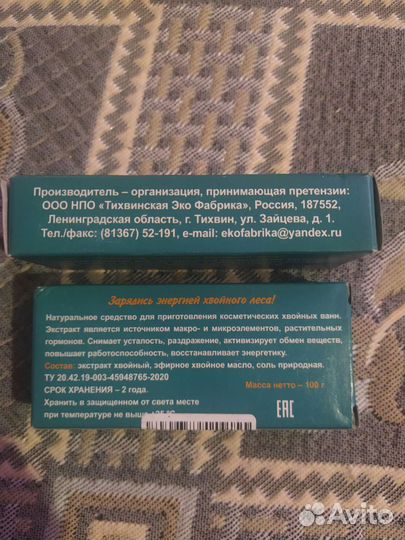 Производитель – организация, принимающая претензии:
ООО НПО «Тихвинская Эко Фабрика», Россия, 187552,
Ленинградская область, г. Тихвин, ул. Зайцева, д. 1.
Тел./факс: (81367) 52-191, e-mail: ekofabrika@yandex.ru
Зарядись энергией хвойного леса!
Натуральное средство для приготовления косметических хвойных ванн.
Экстракт является источником макро- и микроэлементов, растительных
гормонов. Снимает усталость, раздражение, активизирует обмен веществ,
повышает работоспособность, восстанавливает энергетику.
Состав: экстракт хвойный, эфирное хвойное масло, соль природная.
ТУ 20.42.19-003-45948765-2020
СРОК ХРАНЕНИЯ – 2 года.
Масса нетто – 100 г
Хранить в защищенном от света месте
при температуре не выше +25 °С
ЕАС
Avito